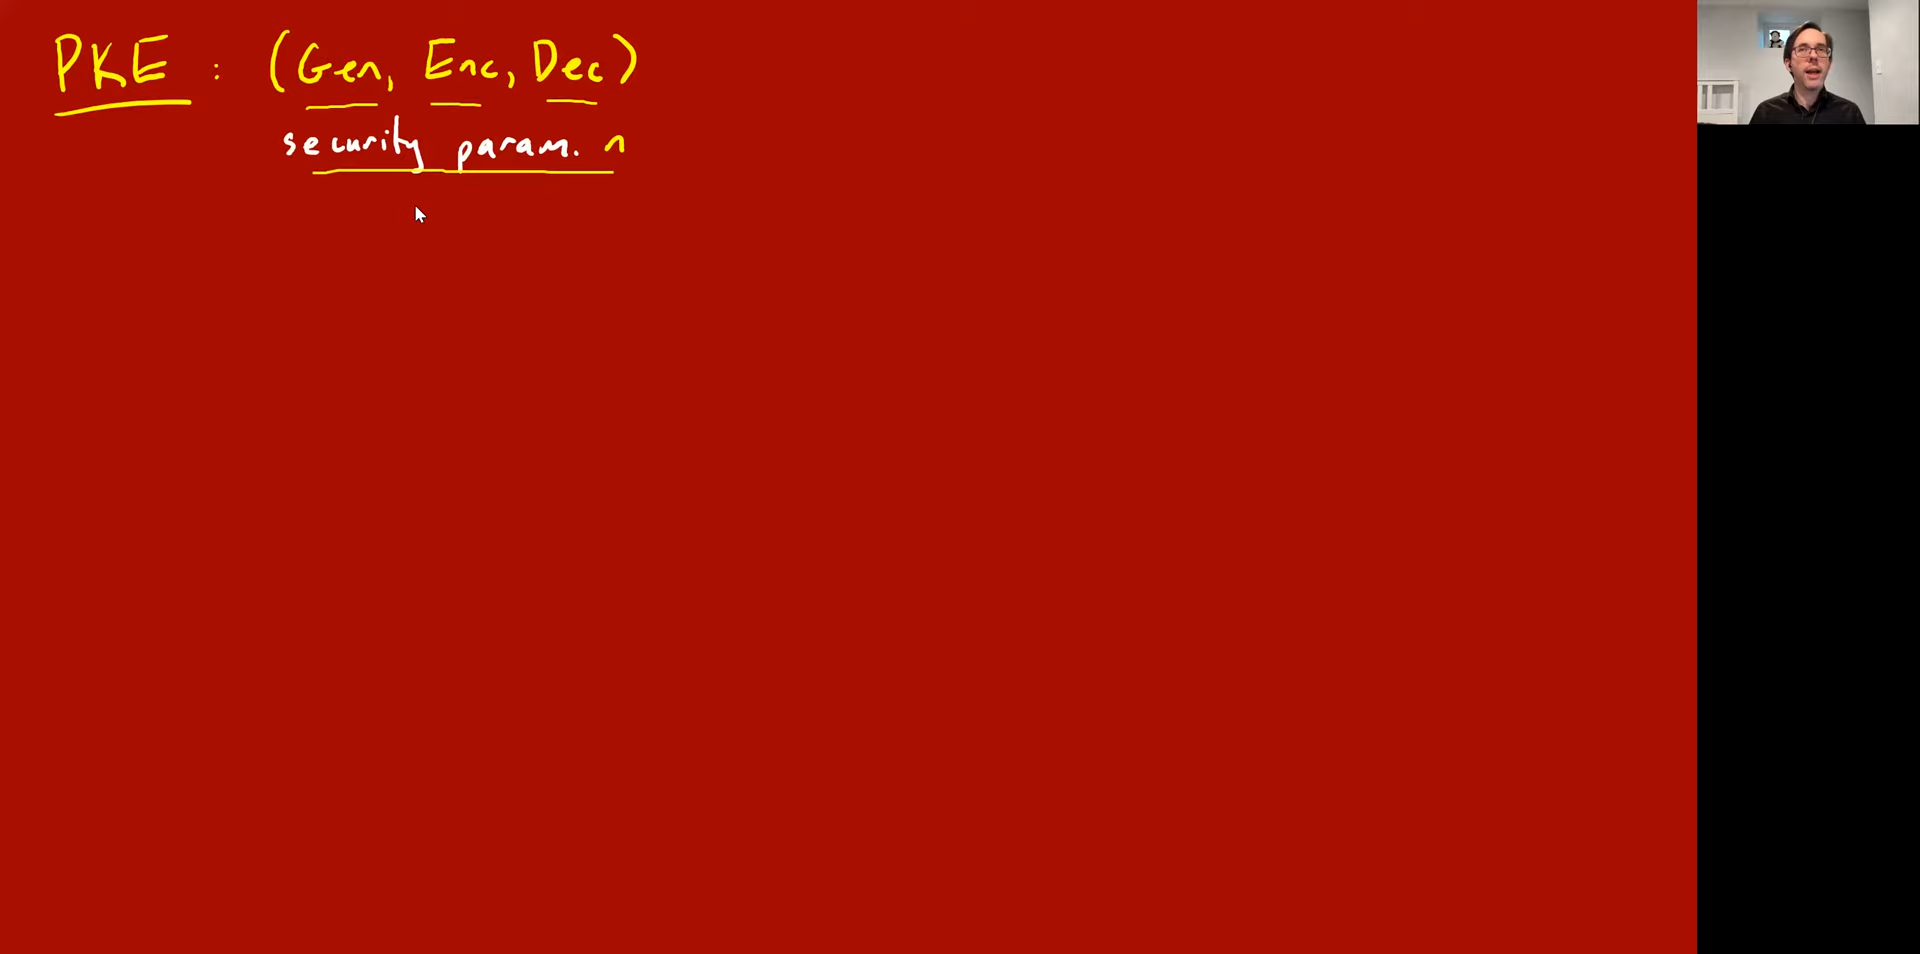 PKE : (Gen, Enc, Dec)
security param. n